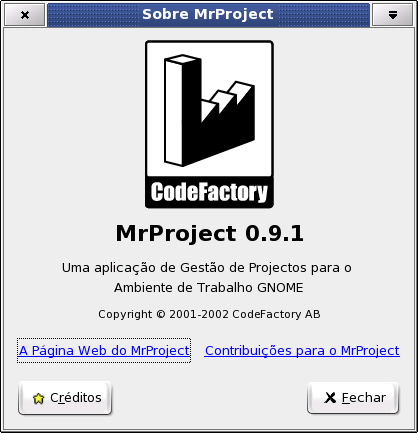 Sobre MrProject
CodeFactory
MrProject 0.9.1
Uma aplicação de Gestão de Projectos para o
Ambiente de Trabalho GNOME
Copyright © 2001-2002 CodeFactory AB
A Página Web do MrProject Contribuições para o MrProject
Créditos Fechar